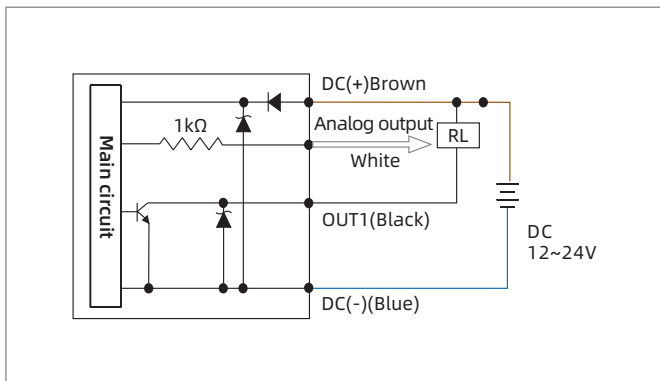 DC(+)Brown
1kΩ
Analog output
RL
White
Main circuit
OUT1(Black)
DC
12~24V
DC(-)(Blue)